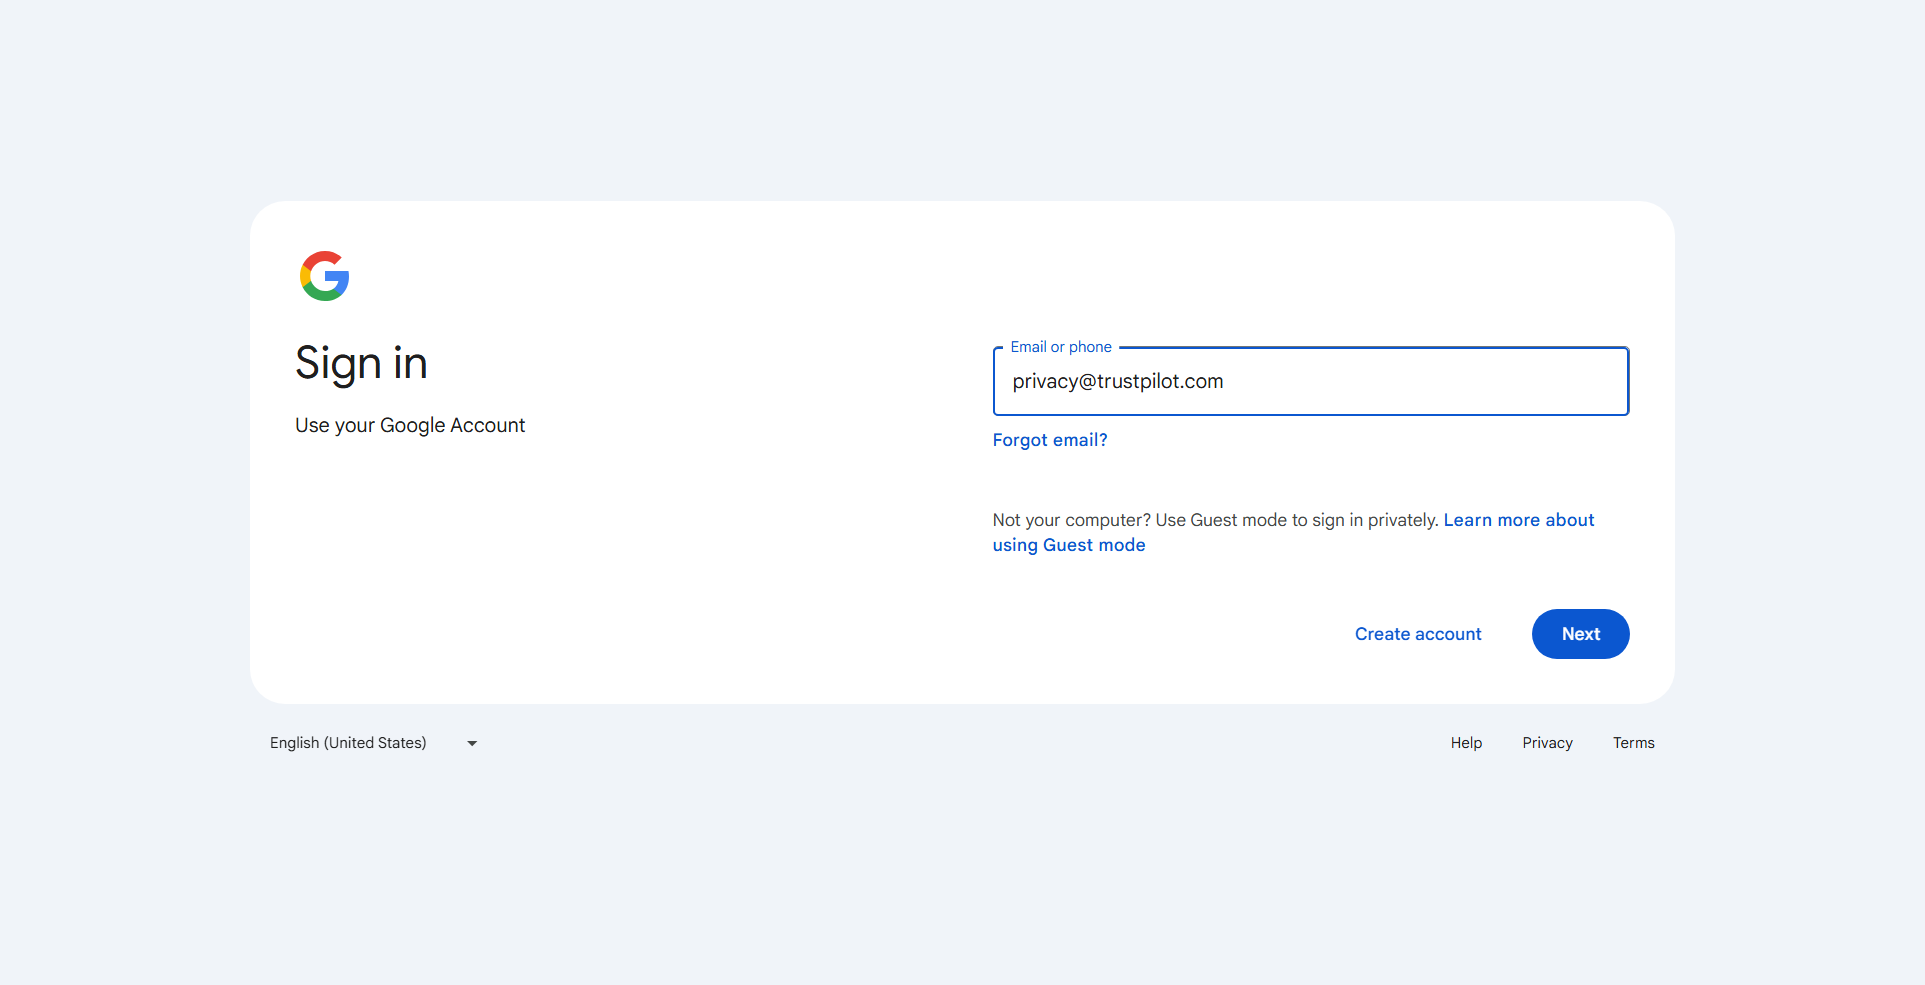 Sign in
Use your Google Account
Email or phone
privacy@trustpilot.com
Forgot email?
Not your computer? Use Guest mode to sign in privately. Learn more about
using Guest mode
Create account
Next
English (United States)
Help
Privacy
Terms